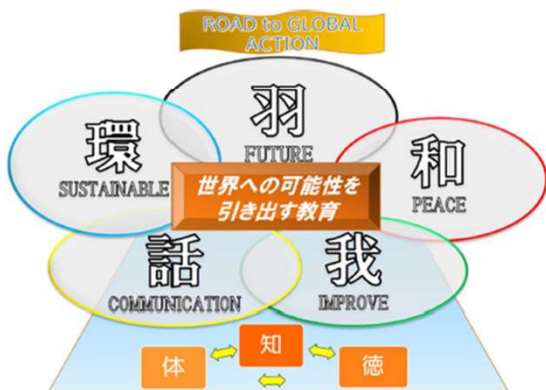 ROAD to GLOBAL
ACTION
羽
FUTURE
環
SUSTAINABLE
和
PEACE
世界への可能性を
引き出す教育
話
COMMUNICATION
我
IMPROVE
知
体
徳